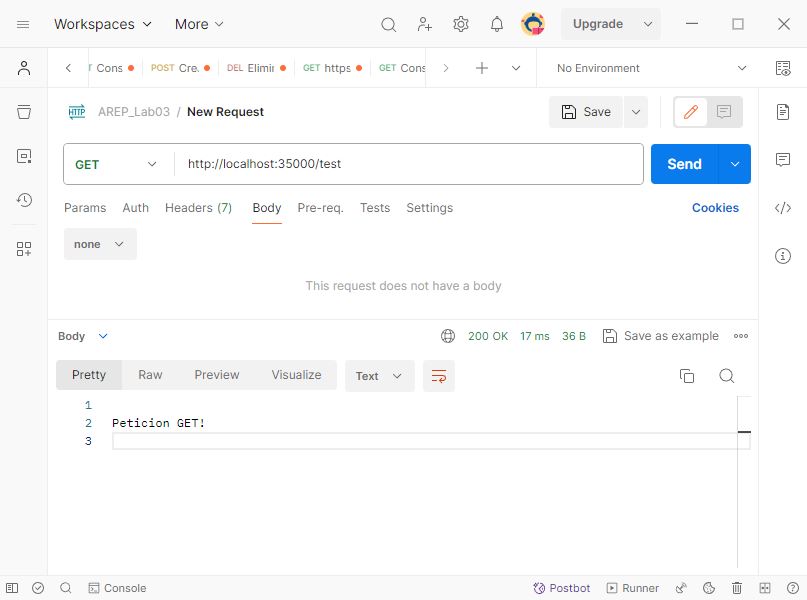 Workspaces More Upgrade
Cons POST Cre. DEL Elimir GET https GET Cons No Environment
HTTP AREP_Lab03 / New Request Save
GET http://localhost:35000/test Send
Params Auth Headers (7) Body Pre-req. Tests Settings Cookies
none
This request does not have a body
Body 200 OK 17 ms 36 B Save as example
Pretty Raw Preview Visualize Text
1
2 Peticion GET!
3
Console Postbot Runner